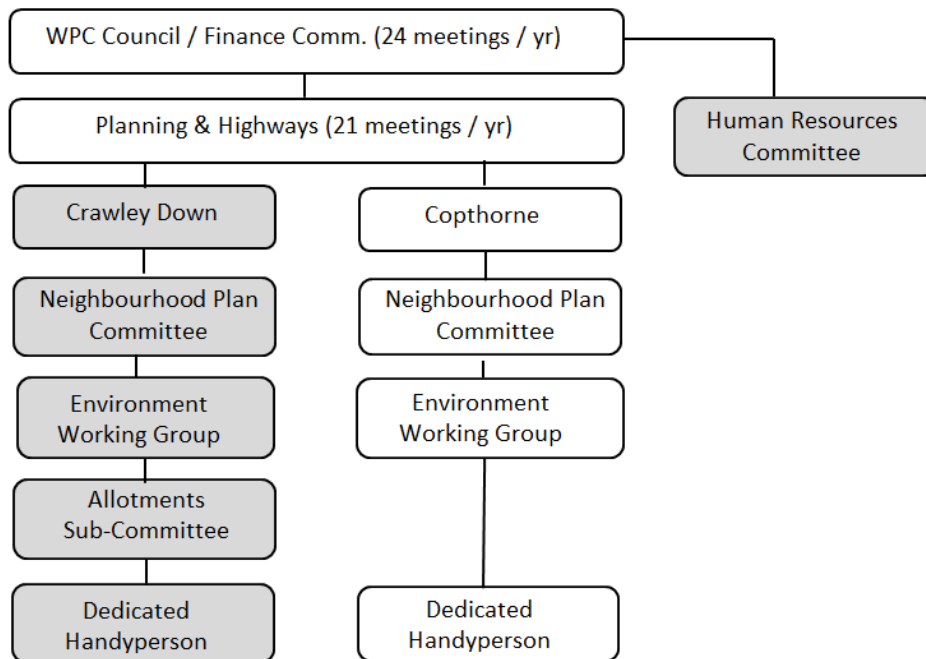 WPC Council / Finance Comm. (24 meetings / yr)
Planning & Highways (21 meetings / yr)
Human Resources
Committee
Crawley Down
Copthorne
Neighbourhood Plan
Committee
Neighbourhood Plan
Committee
Environment
Working Group
Environment
Working Group
Allotments
Sub-Committee
Dedicated
Handyperson
Dedicated
Handyperson